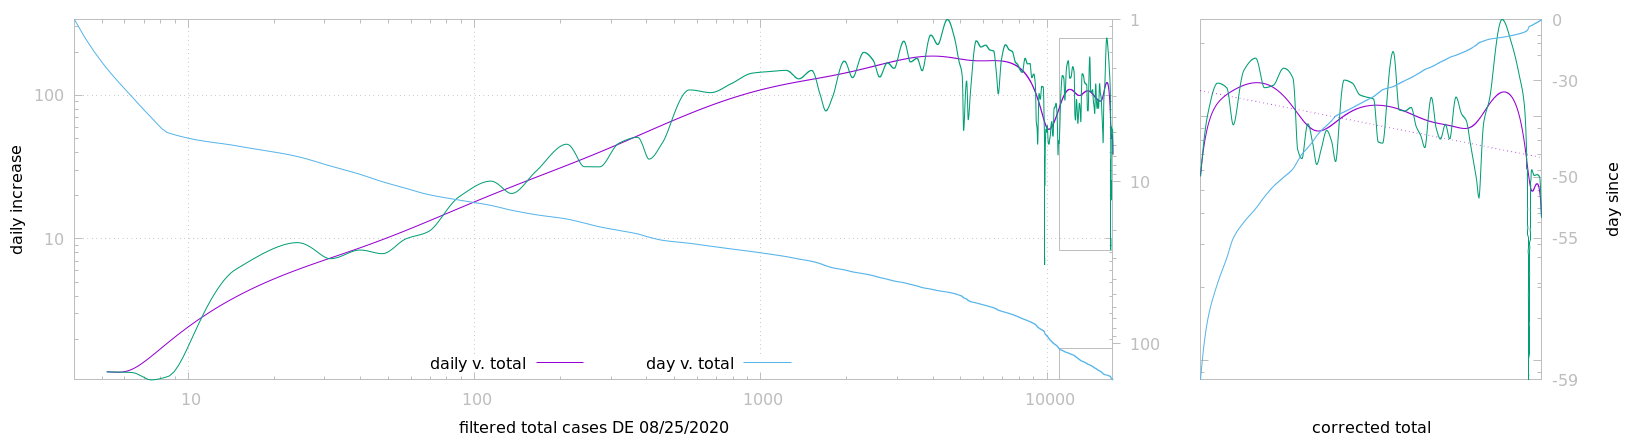 daily increase
100
10
1
10
100
daily v. total
day v. total
10
100
1000
10000
filtered total cases DE 08/25/2020
0
-30
-50
-55
-59
day since
corrected total